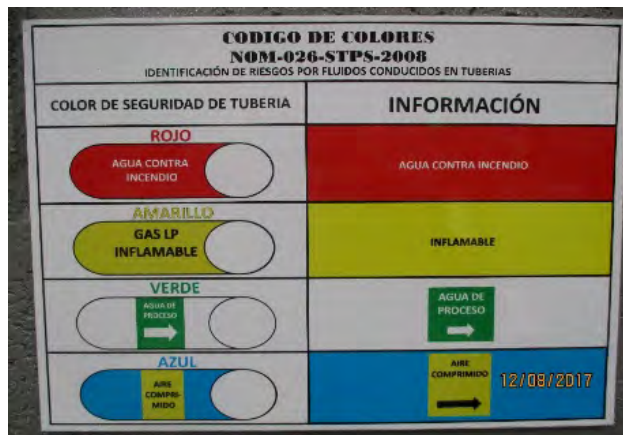 CODIGO DE COLORES
NOM-026-STPS-2008
IDENTIFICACIÓN DE RIESGOS POR FLUIDOS CONDUCIDOS EN TUBERIAS
COLOR DE SEGURIDAD DE TUBERIA
INFORMACIÓN
ROJO
AGUA CONTRA
INCENDIO
AGUA CONTRA INCENDIO
AMARILLO
GAS LP
INFLAMABLE
INFLAMABLE
VERDE
AGUA DE
PROCESO
AGUA DE
PROCESO
AZUL
AIRE
COMPRI-
MIDO
AIRE
COMPRIMIDO
12/08/2017